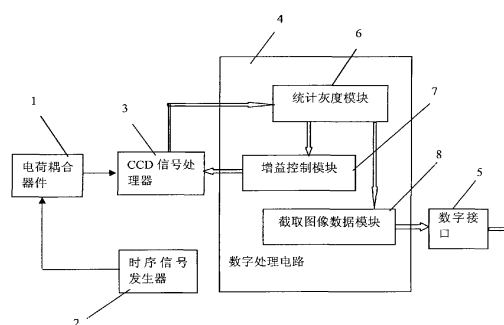 4
6
统计灰度模块
7
1
3
CCD 信号处
理器
增益控制模块
8
5
电荷耦合
器件
截取图像数据模块
数字接
口
时序信号
发生器
数字处理电路
2